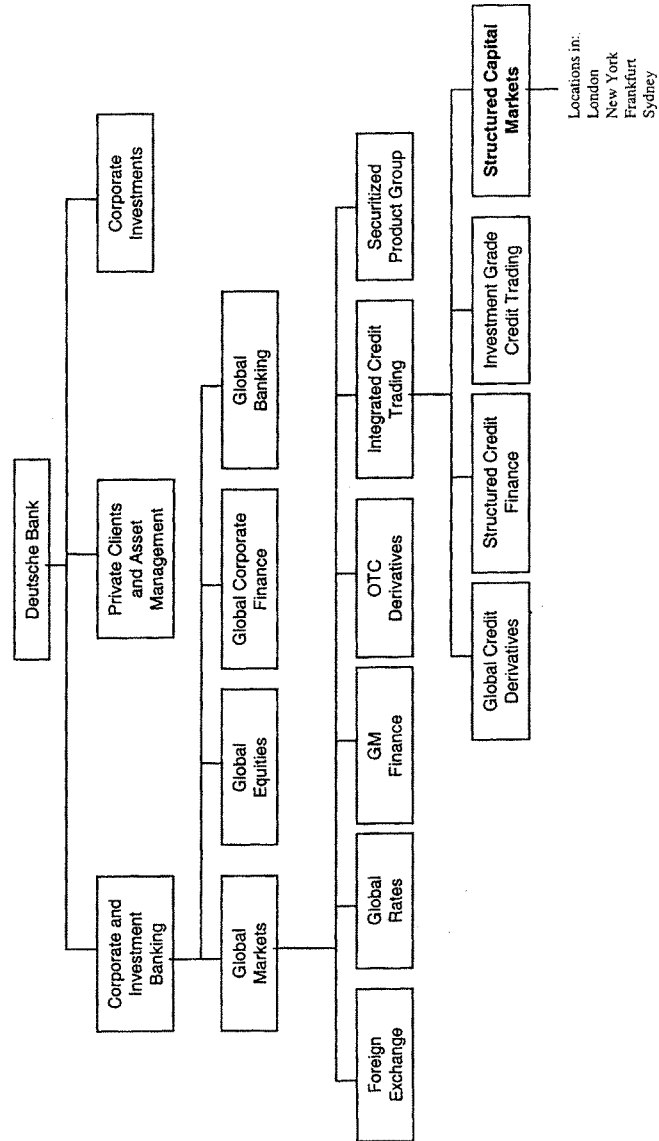 Deutsche Bank
Corporate and
Investment
Banking
Private Clients
and Asset
Management
Corporate
Investments
Global
Markets
Global
Equities
Global Corporate
Finance
Global
Banking
Foreign
Exchange
Global
Rates
GM
Finance
OTC
Derivatives
Integrated Credit
Trading
Securitized
Product Group
Global Credit
Derivatives
Structured Credit
Finance
Investment Grade
Credit Trading
Structured Capital
Markets
Locations in:
London
New York
Frankfurt
Sydney